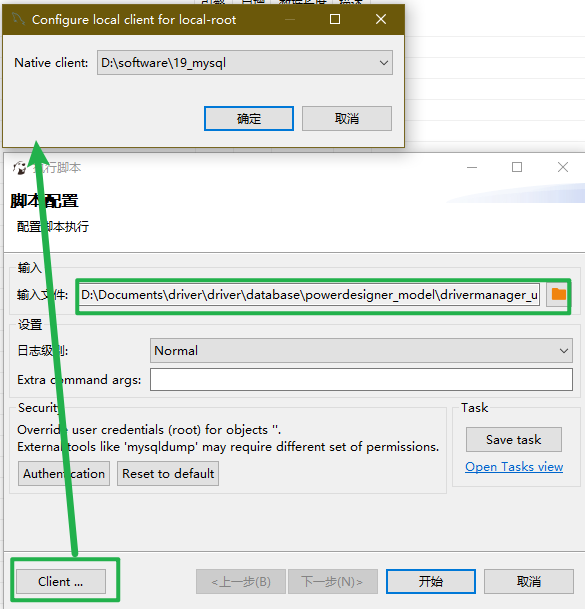 Configure local client for local-root
Native client: D:\software\19_mysql
确定 取消
执行脚本
脚本配置
配置脚本执行
输入
输入文件: D:\Documents\driver\driver\database\powerdesigner_model\drivermanager_u
设置
日志级别: Normal
Extra command args:
Security
Override user credentials (root) for objects ''.
External tools like 'mysqldump' may require different set of permissions.
Authentication Reset to default
Task
Save task
Open Tasks view
Client ... <上一步(B) 下一步(N)> 开始 取消